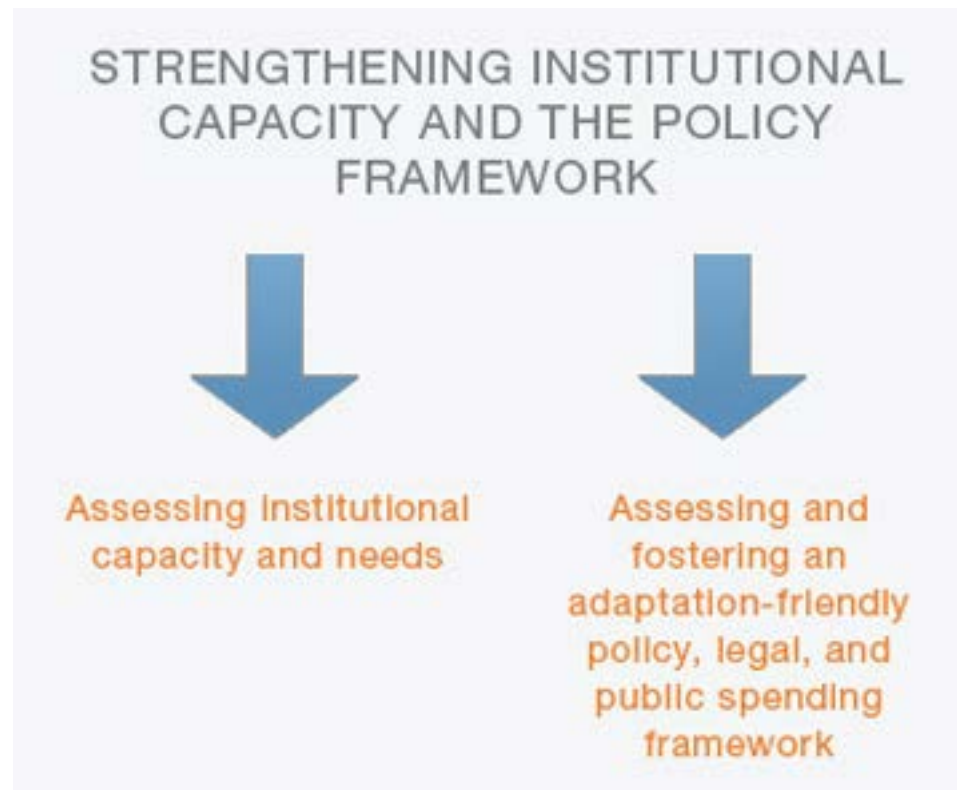 STRENGTHENING INSTITUTIONAL
CAPACITY AND THE POLICY
FRAMEWORK
Assessing institutional
capacity and needs
Assessing and
fostering an
adaptation-friendly
policy, legal, and
public spending
framework